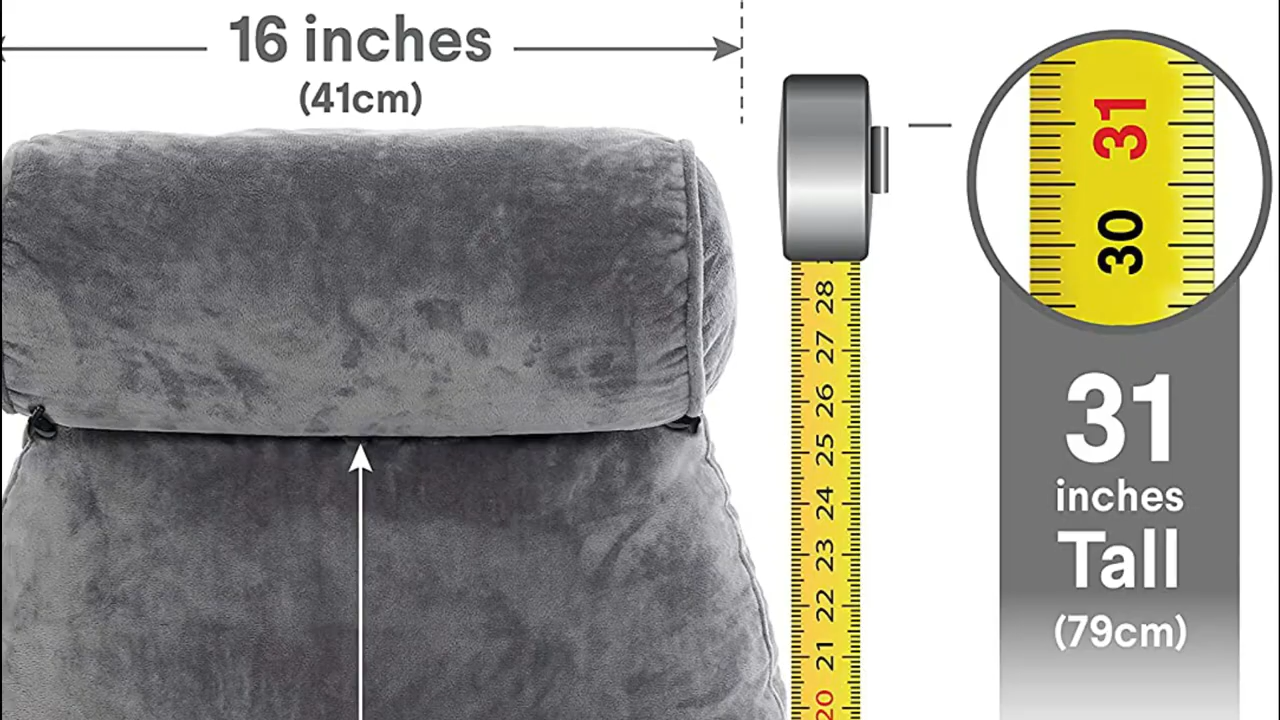 16 inches
(41cm)
31
30
28
27
26
25
24
23
22
21
20
31
inches
Tall
(79cm)